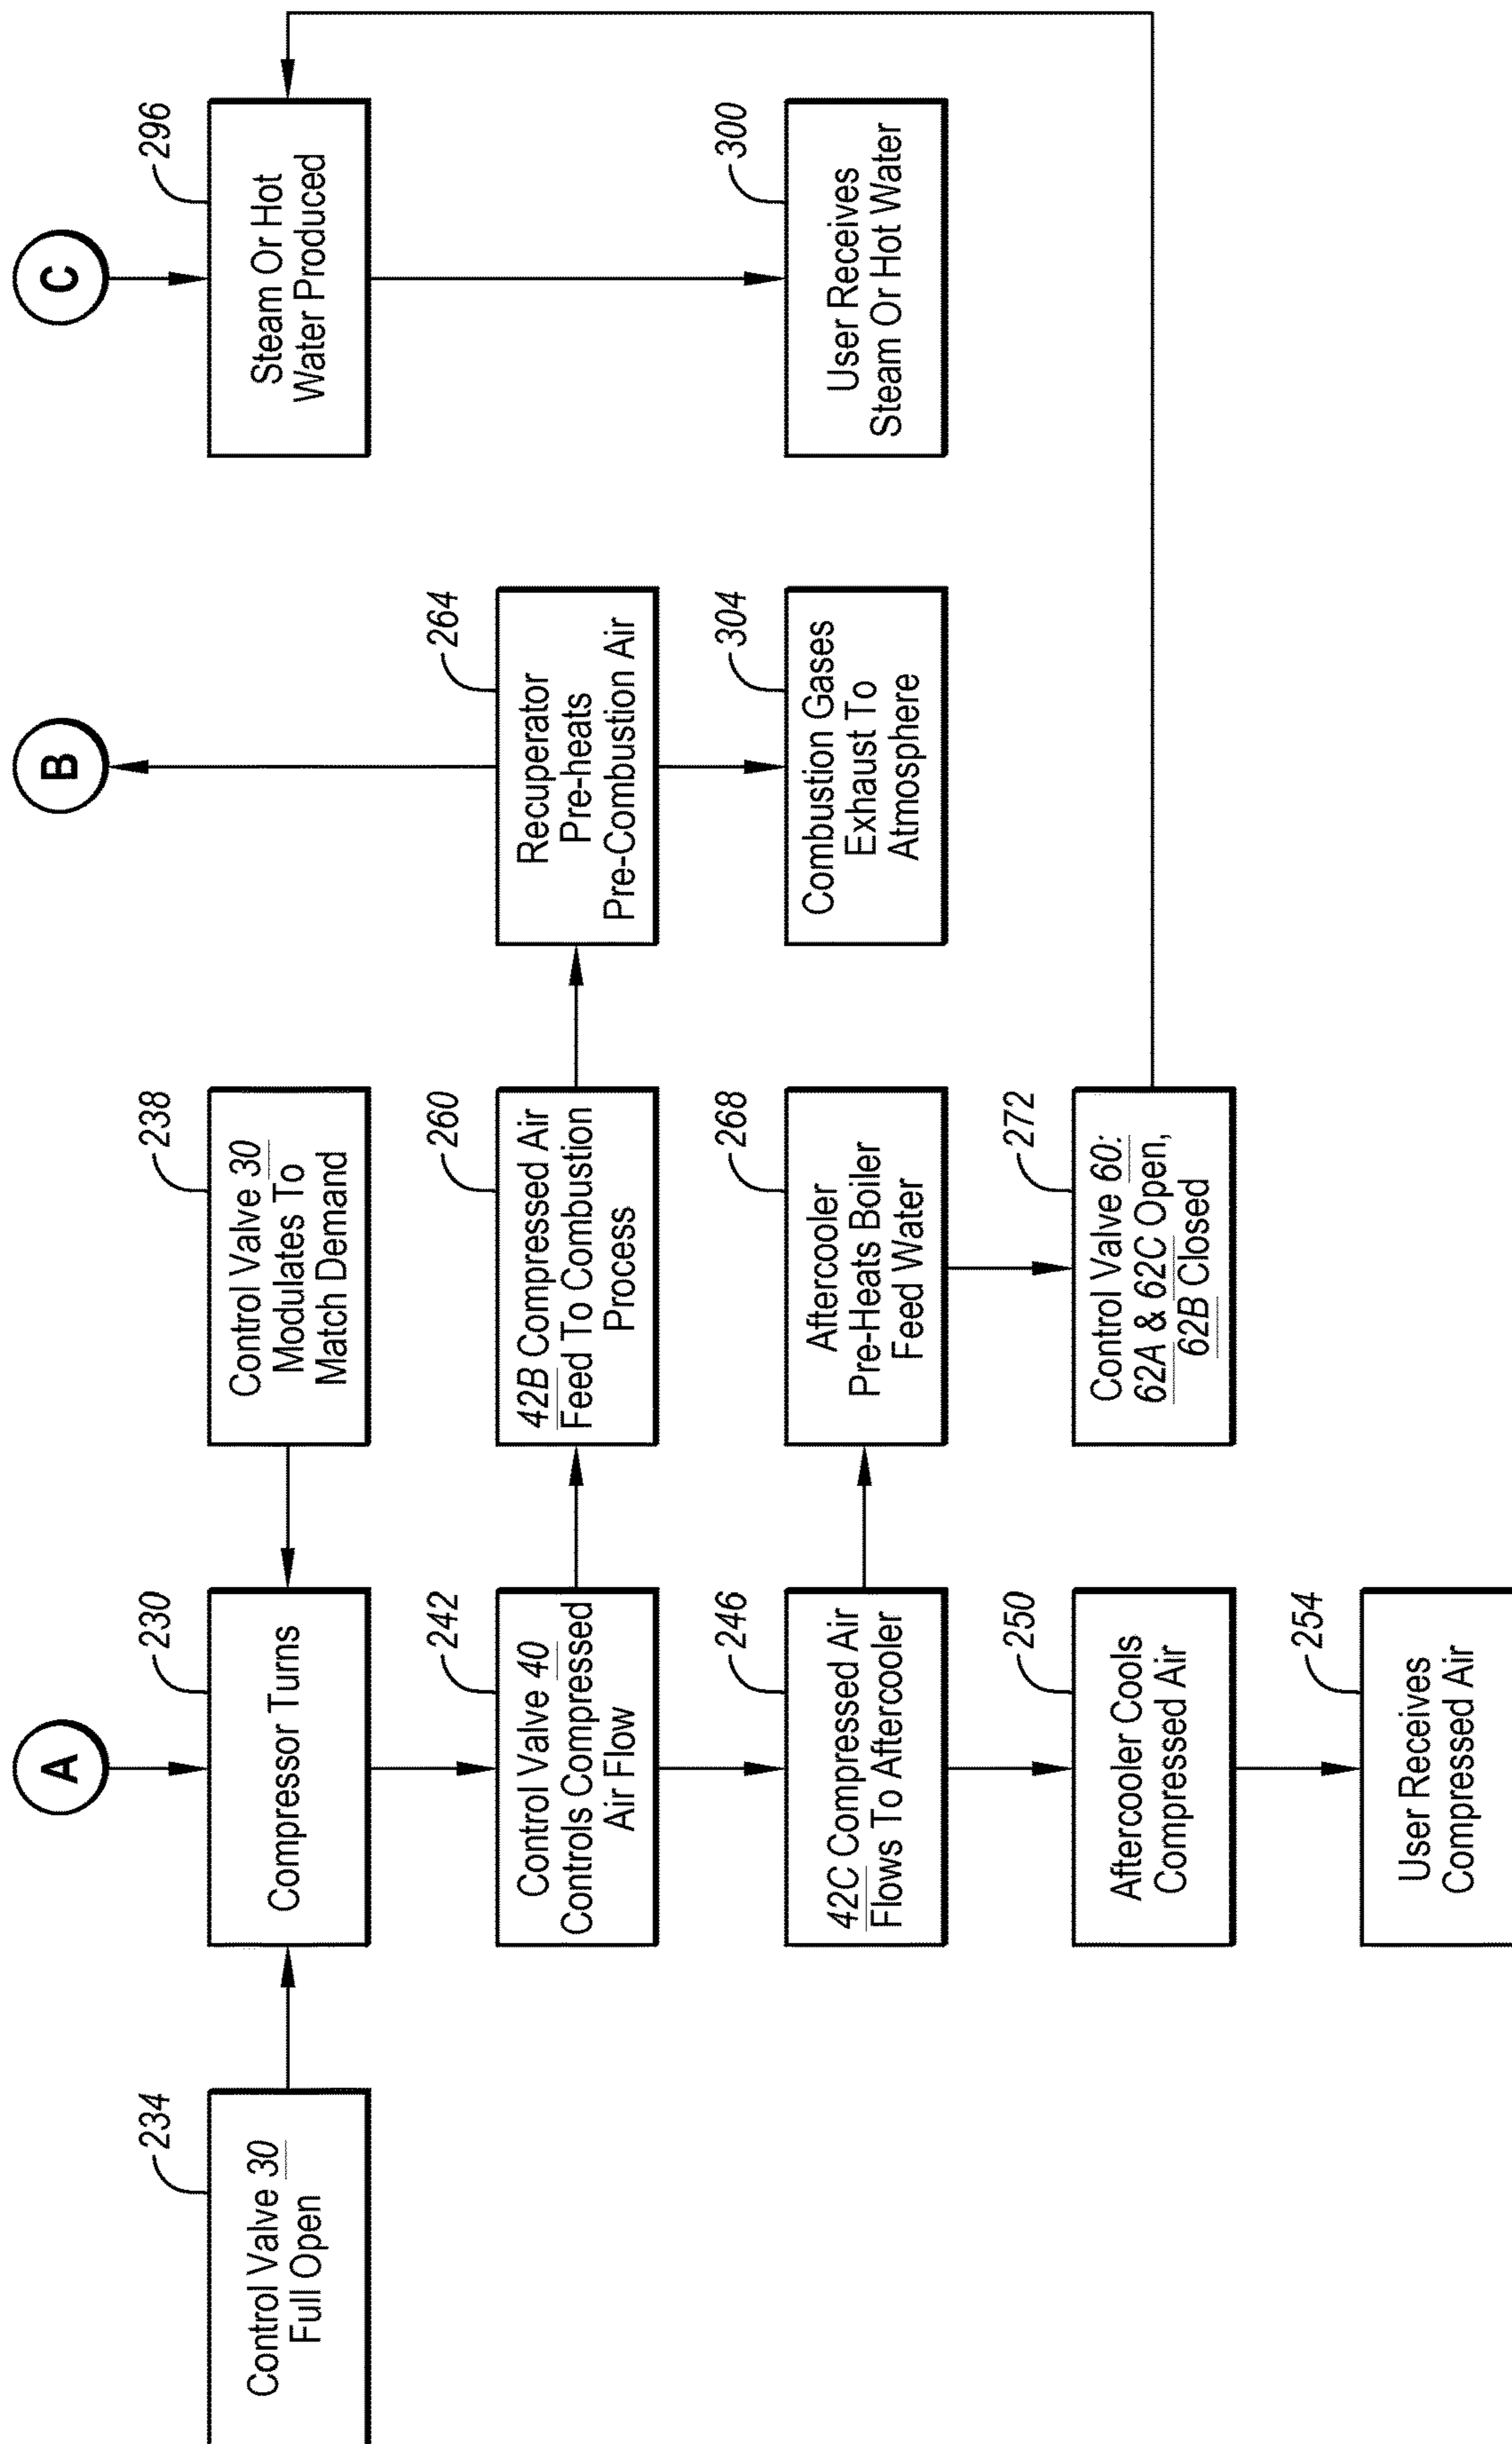 A
B
C
234
Control Valve 30
Full Open
230
Compressor Turns
238
Control Valve 30
Modulates To
Match Demand
296
Steam Or Hot
Water Produced
242
Control Valve 40
Controls Compressed
Air Flow
260
42B Compressed Air
Feed To Combustion
Process
264
Recuperator
Pre-heats
Pre-Combustion Air
246
42C Compressed Air
Flows To Aftercooler
268
Aftercooler
Pre-Heats Boiler
Feed Water
304
Combustion Gases
Exhaust To
Atmosphere
300
User Receives
Steam Or Hot Water
250
Aftercooler Cools
Compressed Air
272
Control Valve 60:
62A & 62C Open,
62B Closed
254
User Receives
Compressed Air